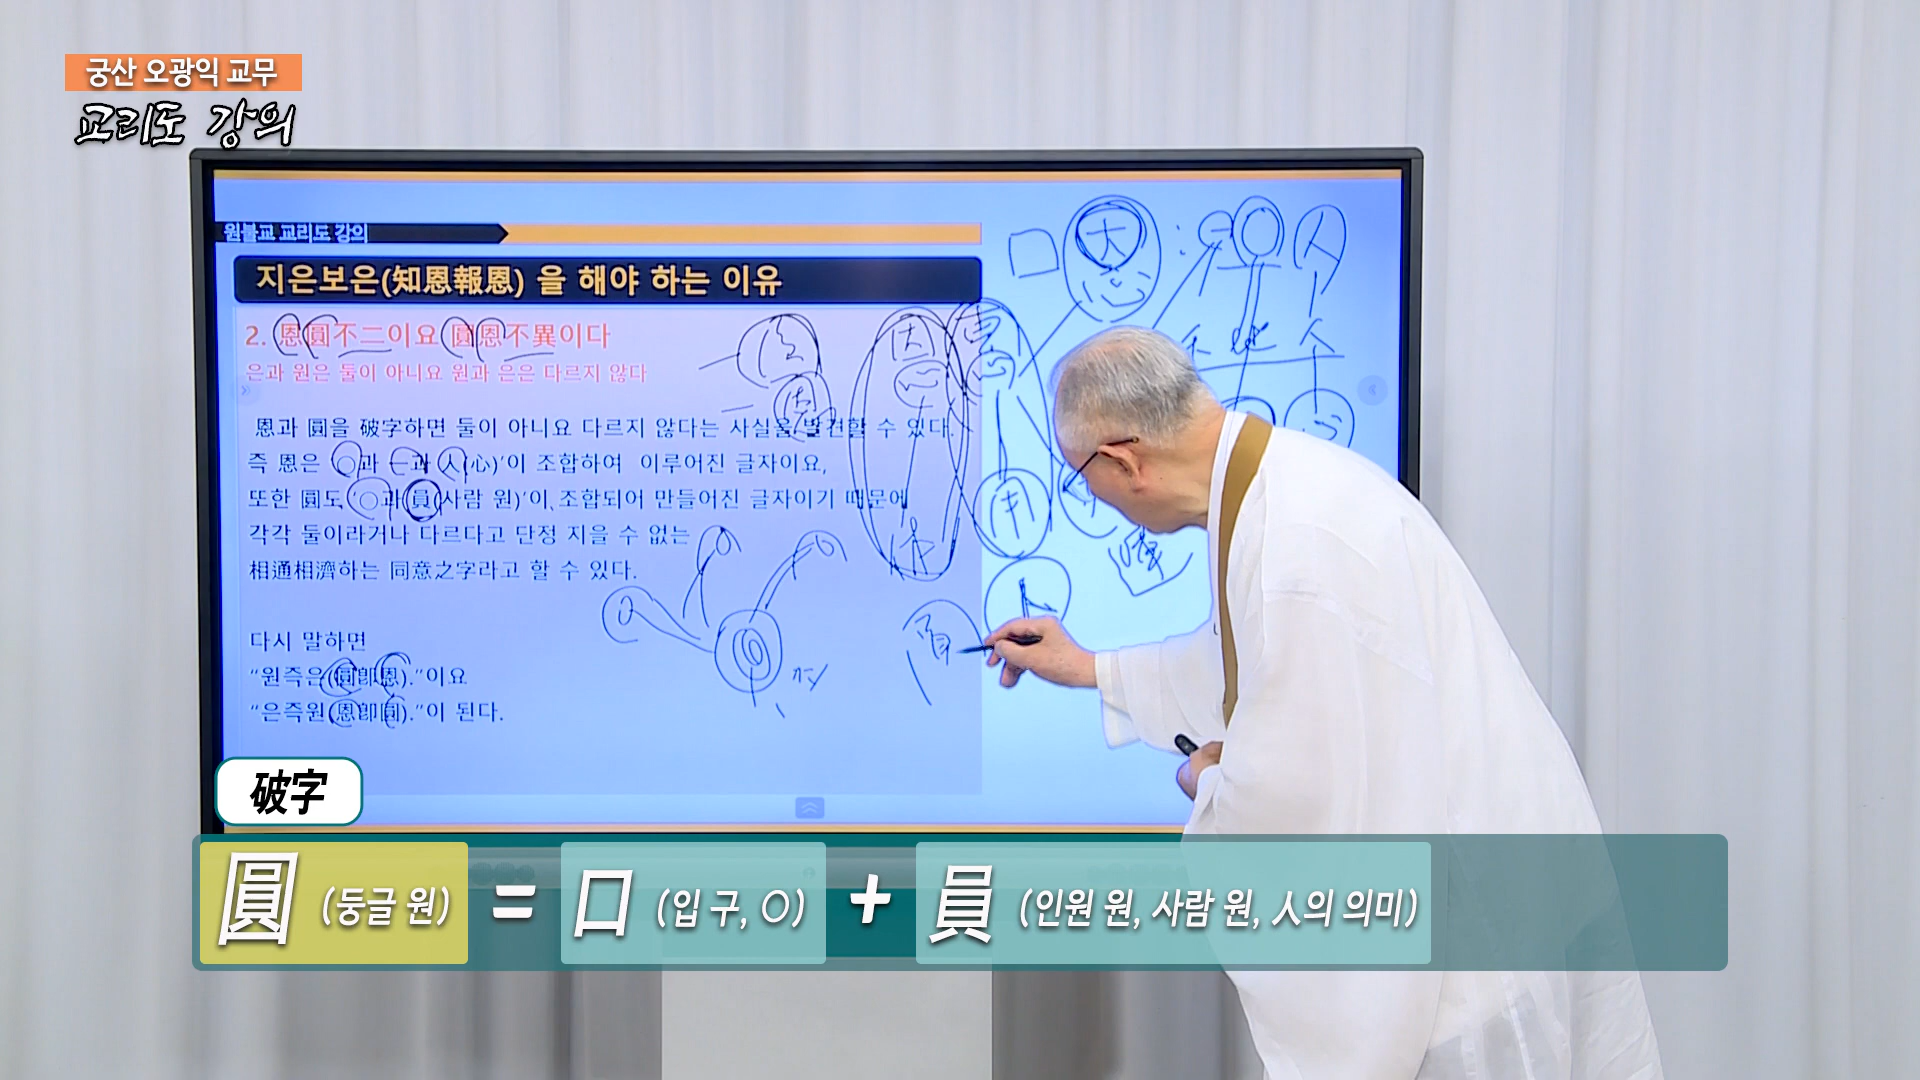 궁산 오광익 교무
교리도 강의
원불교 교리도 강의
지은보은(知恩報恩) 을 해야 하는 이유
2. 恩圓不二이요 圓恩不異이다
은과 원은 둘이 아니요 원과 은은 다르지 않다
恩과 圓을 破字하면 둘이 아니요 다르지 않다는 사실을 발견할 수 있다.
즉 恩은 '○과 一과 人(心)'이 조합하여 이루어진 글자이요,
또한 圓도 '○과 員(사람 원)'이 조합되어 만들어진 글자이기 때문에
각각 둘이라거나 다르다고 단정 지을 수 없는
相通相濟하는 同意之字라고 할 수 있다.
다시 말하면
"원즉은(圓卽恩)."이요
"은즉원(恩卽圓)."이 된다.
大
人
破字
圓 (둥글 원) = 口 (입 구, ○) + 員 (인원 원, 사람 원, 人의 의미)